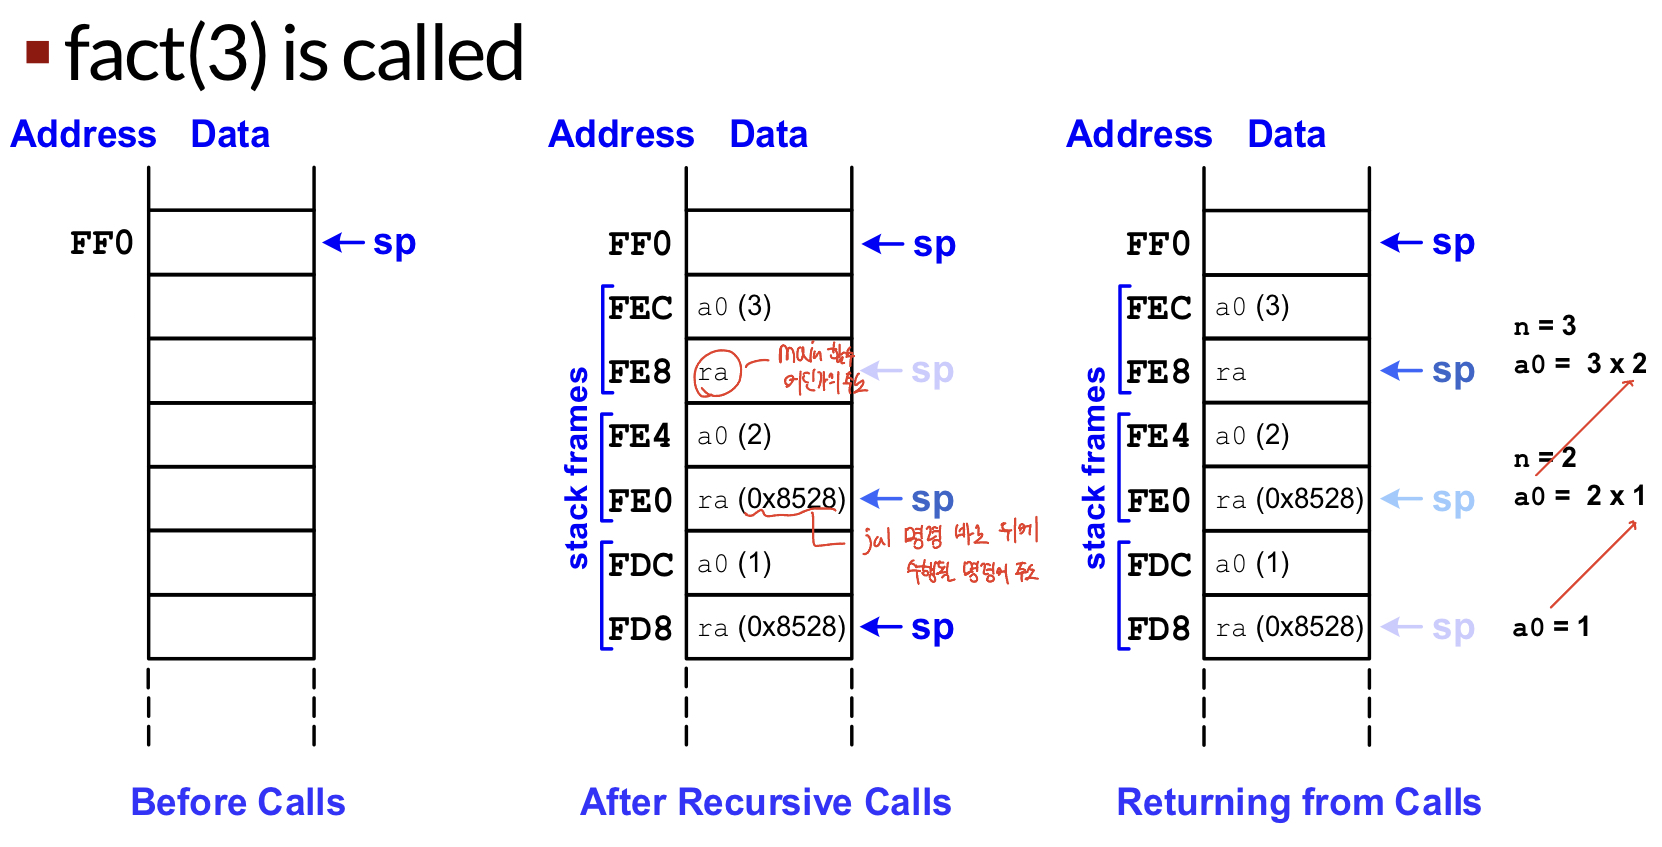 fact(3) is called
Address Data
FF0
sp
Before Calls
Address Data
FF0
sp
stack frames
FEC a0 (3)
FE8 ra sp
main 함수
어딘가의 주소
FE4 a0 (2)
FE0 ra (0x8528) sp
jal 명령 바로 뒤에
수행될 명령어 주소
FDC a0 (1)
FD8 ra (0x8528) sp
After Recursive Calls
Address Data
FF0
sp
stack frames
FEC a0 (3)
FE8 ra sp
n = 3
a0 = 3 x 2
FE4 a0 (2)
FE0 ra (0x8528) sp
n = 2
a0 = 2 x 1
FDC a0 (1)
FD8 ra (0x8528) sp
a0 = 1
Returning from Calls